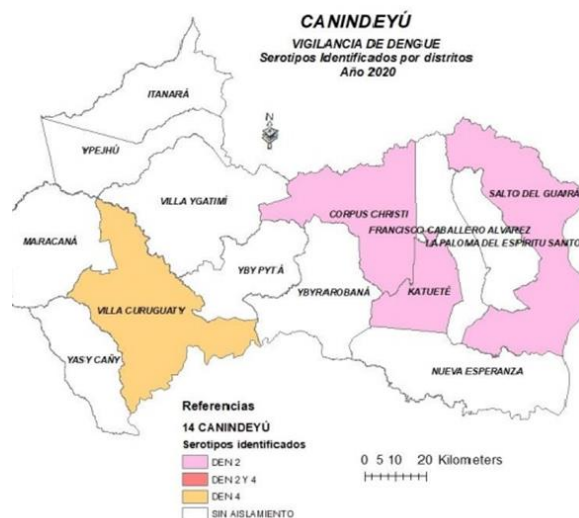 CANINDEYÚ
VIGILANCIA DE DENGUE
Serotipos Identificados por distritos
Año 2020
ITANARÁ
N
YPEJHÚ
VILLA YGATIMÍ
SALTO DEL GUAIRÁ
CORPUS CHRISTI
FRANCISCO CABALLERO ALVAREZ
MARACANÁ
LA PALOMA DEL ESPIRITU SANTO
YBY PYTÁ
YBYRAROBANÁ
KATUETÉ
VILLA CURUGUATY
YASY CAÑY
NUEVA ESPERANZA
Referencias
14 CANINDEYÚ
Serotipos identificados
DEN 2
DEN 2 Y 4
DEN 4
SIN AISLAMIENTO
0 5 10 20 Kilometers